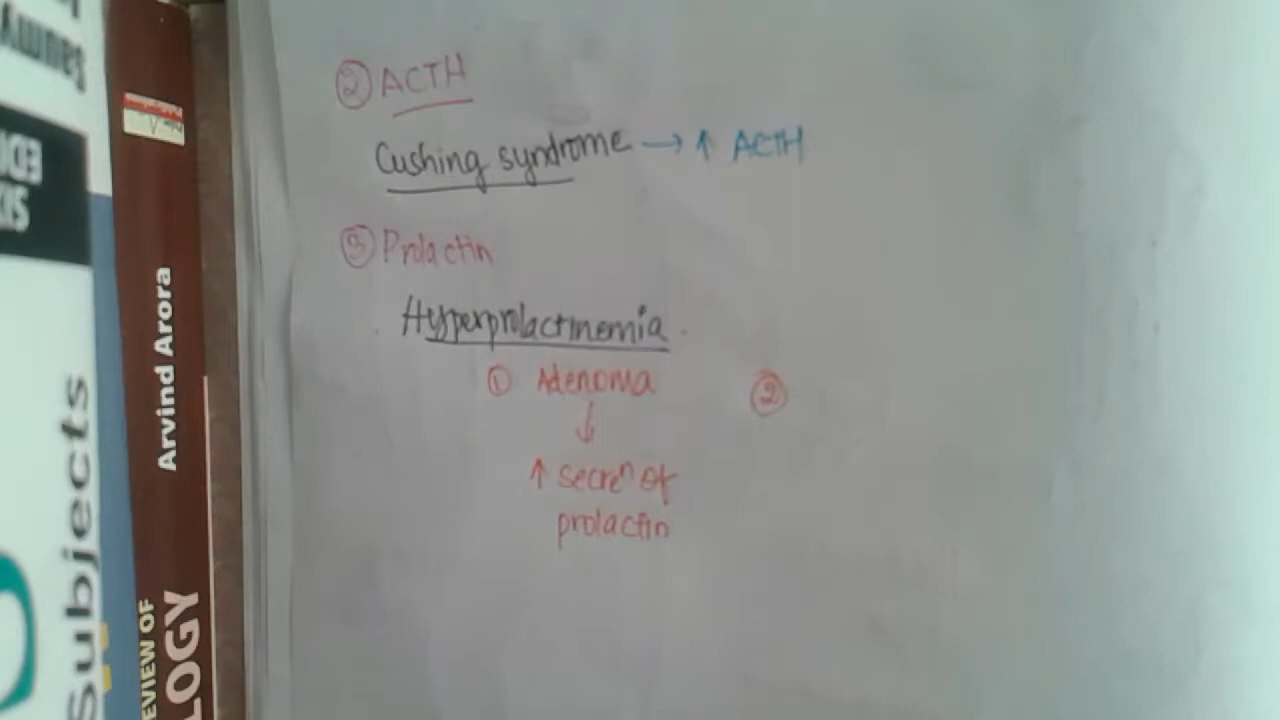 ② ACTH
Cushing syndrome → ↑ ACTH
③ Prolactin
Hyperprolactinemia
① Adenoma ②
↓
↑ secreⁿ of
prolactin
Arvind Arora
Subjects
EVIEW OF
LOGY